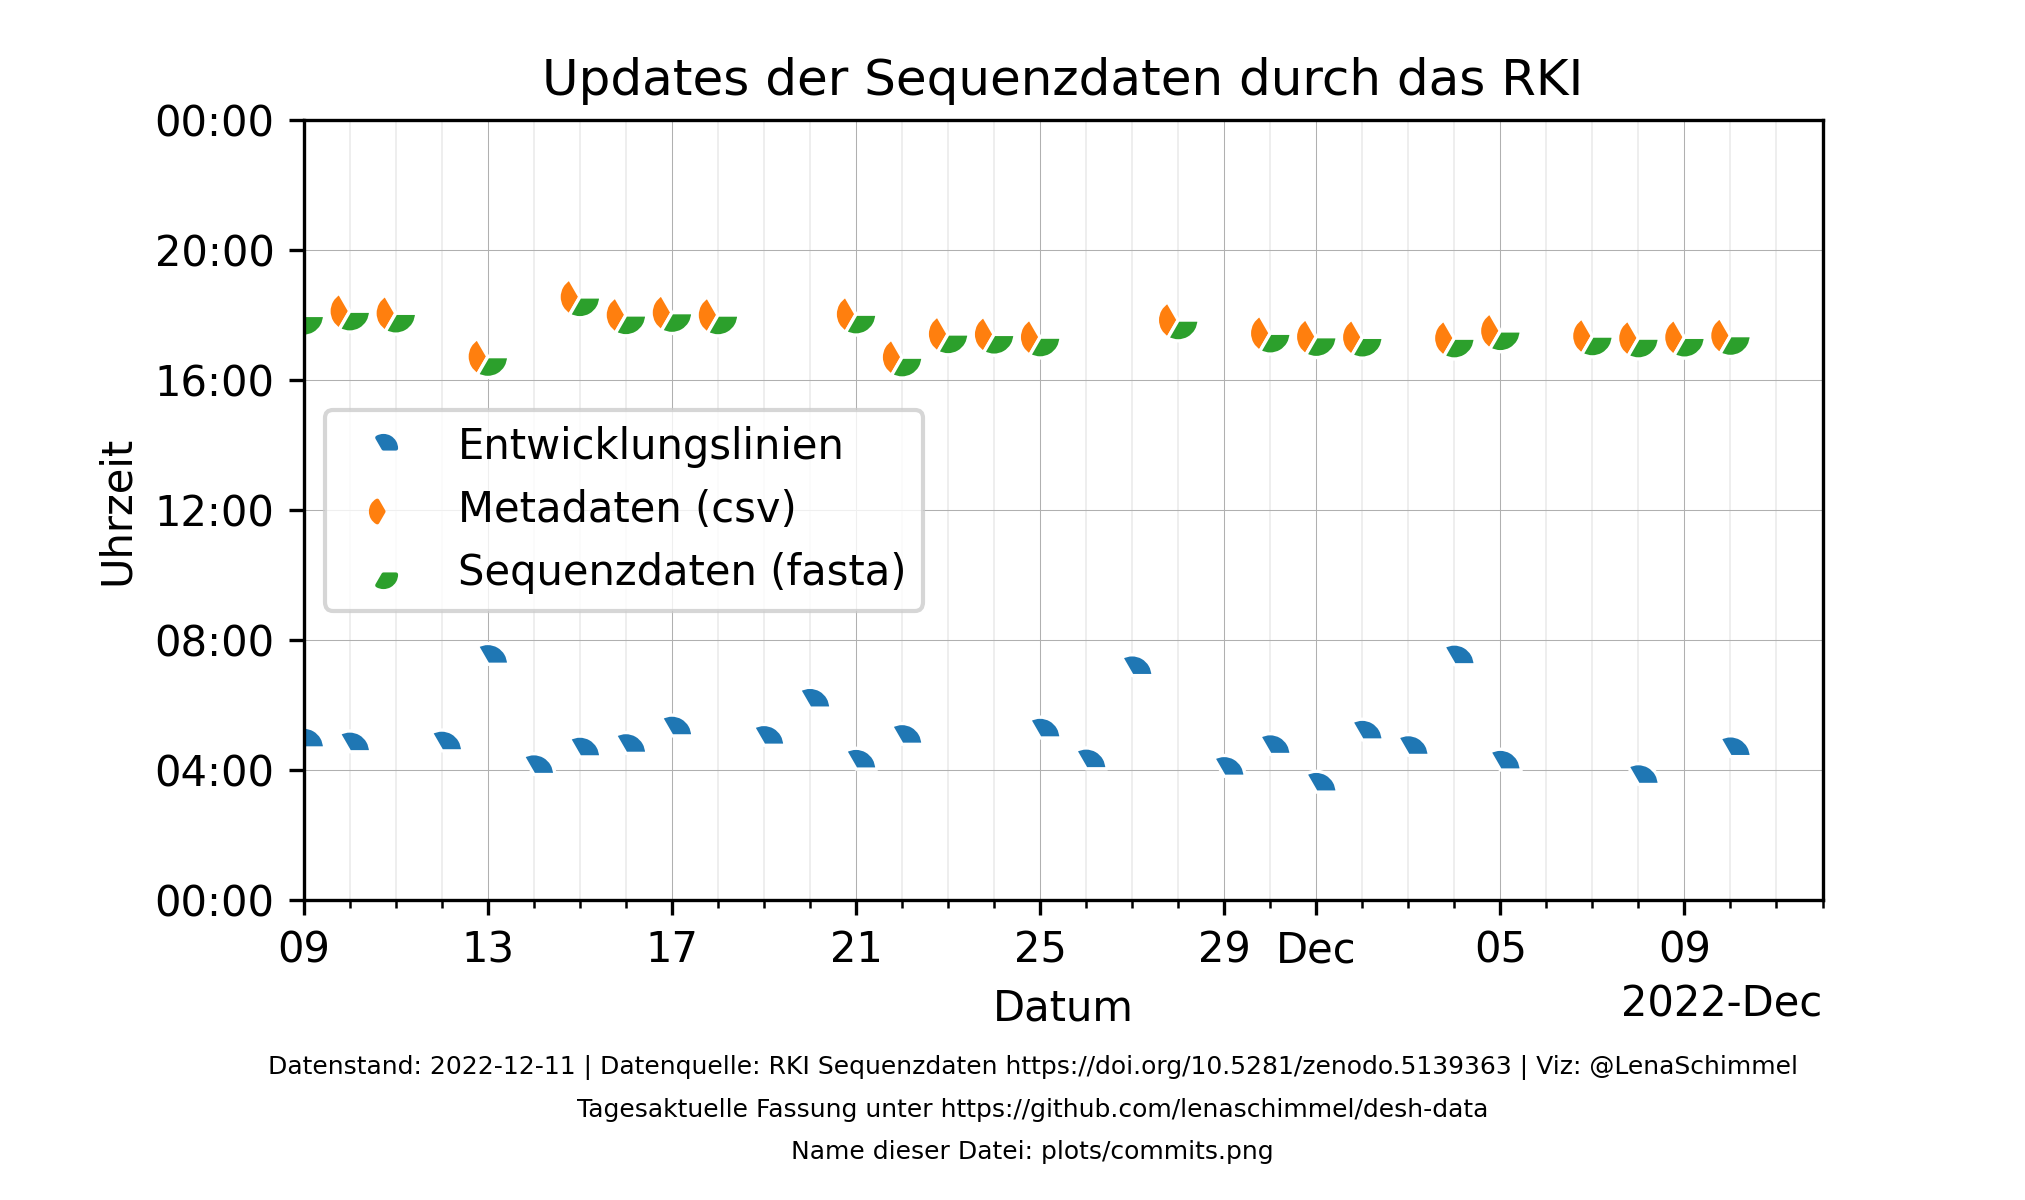 Updates der Sequenzdaten durch das RKI
00:00
20:00
16:00
12:00
08:00
04:00
00:00
Uhrzeit
Entwicklungslinien
Metadaten (csv)
Sequenzdaten (fasta)
09 13 17 21 25 29 Dec 05 09
Datum
2022-Dec
Datenstand: 2022-12-11 | Datenquelle: RKI Sequenzdaten https://doi.org/10.5281/zenodo.5139363 | Viz: @LenaSchimmel
Tagesaktuelle Fassung unter https://github.com/lenaschimmel/desh-data
Name dieser Datei: plots/commits.png